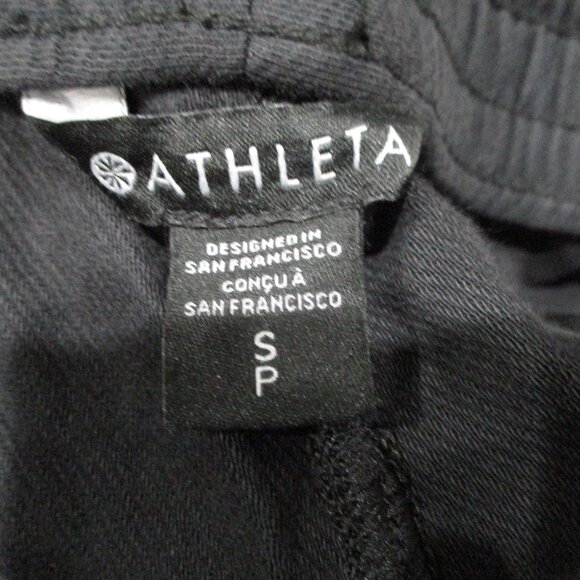 ATHLETA
DESIGNED IN
SAN FRANCISCO
CONÇU À
SAN FRANCISCO
S
P